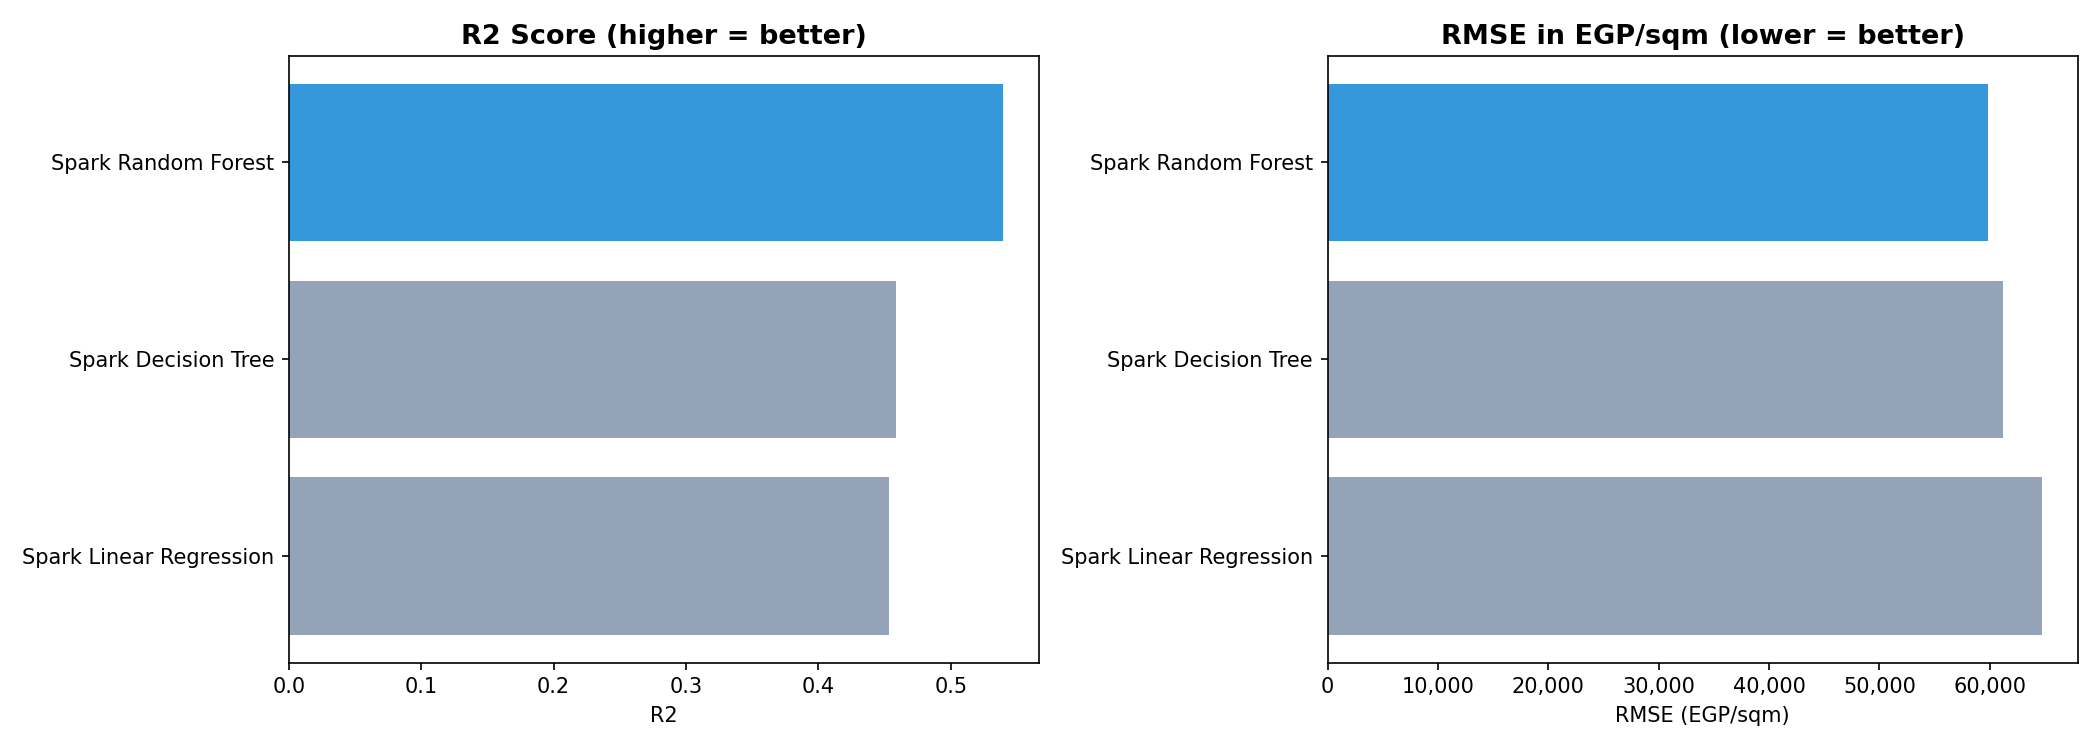 R2 Score (higher = better)
Spark Random Forest
Spark Decision Tree
Spark Linear Regression
0.0 0.1 0.2 0.3 0.4 0.5
R2
RMSE in EGP/sqm (lower = better)
Spark Random Forest
Spark Decision Tree
Spark Linear Regression
0 10,000 20,000 30,000 40,000 50,000 60,000
RMSE (EGP/sqm)